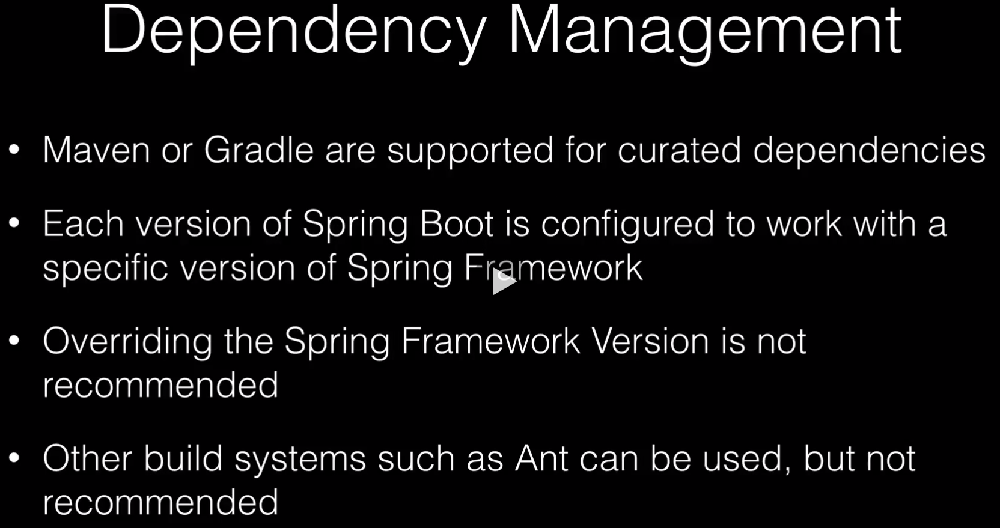 Dependency Management
• Maven or Gradle are supported for curated dependencies
• Each version of Spring Boot is configured to work with a
specific version of Spring Framework
• Overriding the Spring Framework Version is not
recommended
• Other build systems such as Ant can be used, but not
recommended